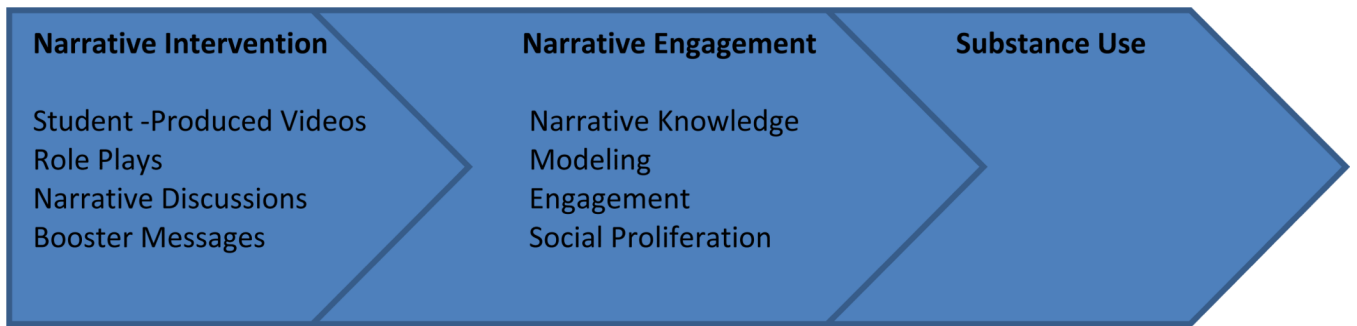 Narrative Intervention
Student -Produced Videos
Role Plays
Narrative Discussions
Booster Messages
Narrative Engagement
Narrative Knowledge
Modeling
Engagement
Social Proliferation
Substance Use